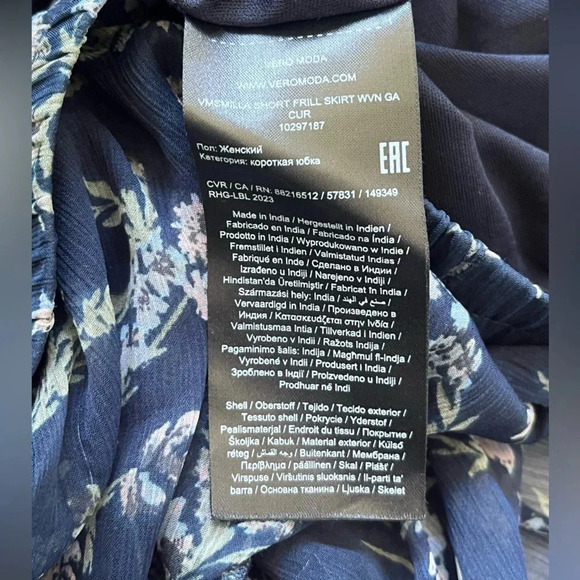 VERO MODA
WWW.VEROMODA.COM
VMSMILLA SHORT FRILL SKIRT WVN GA
CUR
10297187
Пол: Женский
Категория: короткая юбка
EAC
CVR / CA / RN: 88216512 / 57831 / 149349
RHG-LBL 2023
Made in India / Hergestellt in Indien /
Fabricado en India / Fabricado na Índia /
Prodotto in India / Wyprodukowano w Indie /
Fremstillet i Indien / Valmistatud Indias /
Fabriqué en Inde / Сделано в Индии /
Izrađeno u Indiji / Narejeno v Indiji /
Hindistan'da Üretilmiştir / Fabricat în India /
Származási hely: India / صنع في الهند /
Vervaardigd in India / Произведено в
Индия / Κατασκευάζεται στην Ινδία /
Valmistusmaa Intia / Tillverkad i Indien /
Vyrobeno v Indii / Ražots Indijā /
Pagaminimo šalis: Indija / Magħmul fl-Indja /
Vyrobené v Indii / Proizvedeno u Indiji /
Зроблено в Індії / Proizvedeno u Indiji /
Prodhuar në Indi
Shell / Oberstoff / Tejido / Tecido exterior /
Tessuto shell / Pokrycie / Yderstof /
Pealismaterjal / Endroit du tissu / Покрытие /
Školjka / Kabuk / Material exterior / Külső
réteg / وجه القماش / Buitenkant / Мембрана /
Περίβλημα / päällinen / Skal / Plášť /
Virspuse / Viršutinis sluoksnis / Il-parti ta'
barra / Основна тканина / Ljuska / Skelet